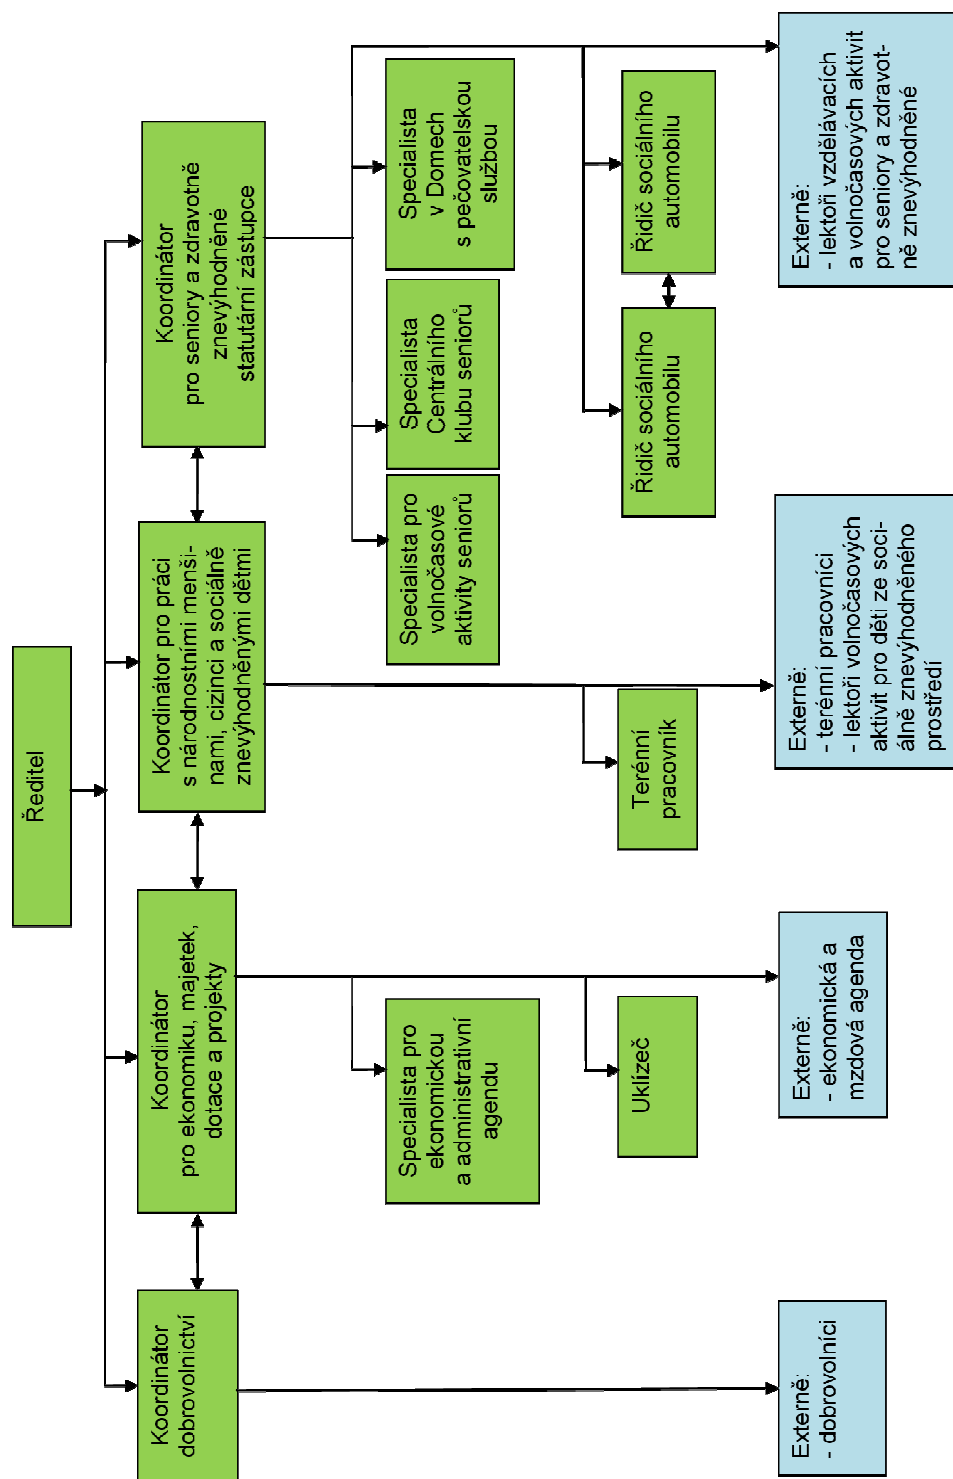 Ředitel
Koordinátor
dobrovolnictví
Koordinátor
pro ekonomiku, majetek,
dotace a projekty
Koordinátor pro práci
s národnostními menši-
nami, cizinci a sociálně
znevýhodněnými dětmi
Koordinátor
pro seniory a zdravotně
znevýhodněné
statutární zástupce
Specialista pro
ekonomickou
a administrativní
agendu
Specialista pro
volnočasové
aktivity seniorů
Specialista
Centrálního
klubu seniorů
Specialista
v Domech
s pečovatelskou
službou
Uklízeč
Terénní
pracovník
Řidič sociálního
automobilu
Řidič sociálního
automobilu
Externě:
- dobrovolníci
Externě:
- ekonomická a
mzdová agenda
Externě:
- terénní pracovníci
- lektoři volnočasových
aktivit pro děti ze soci-
álně znevýhodněného
prostředí
Externě:
- lektoři vzdělávacích
a volnočasových aktivit
pro seniory a zdravot-
ně znevýhodněné